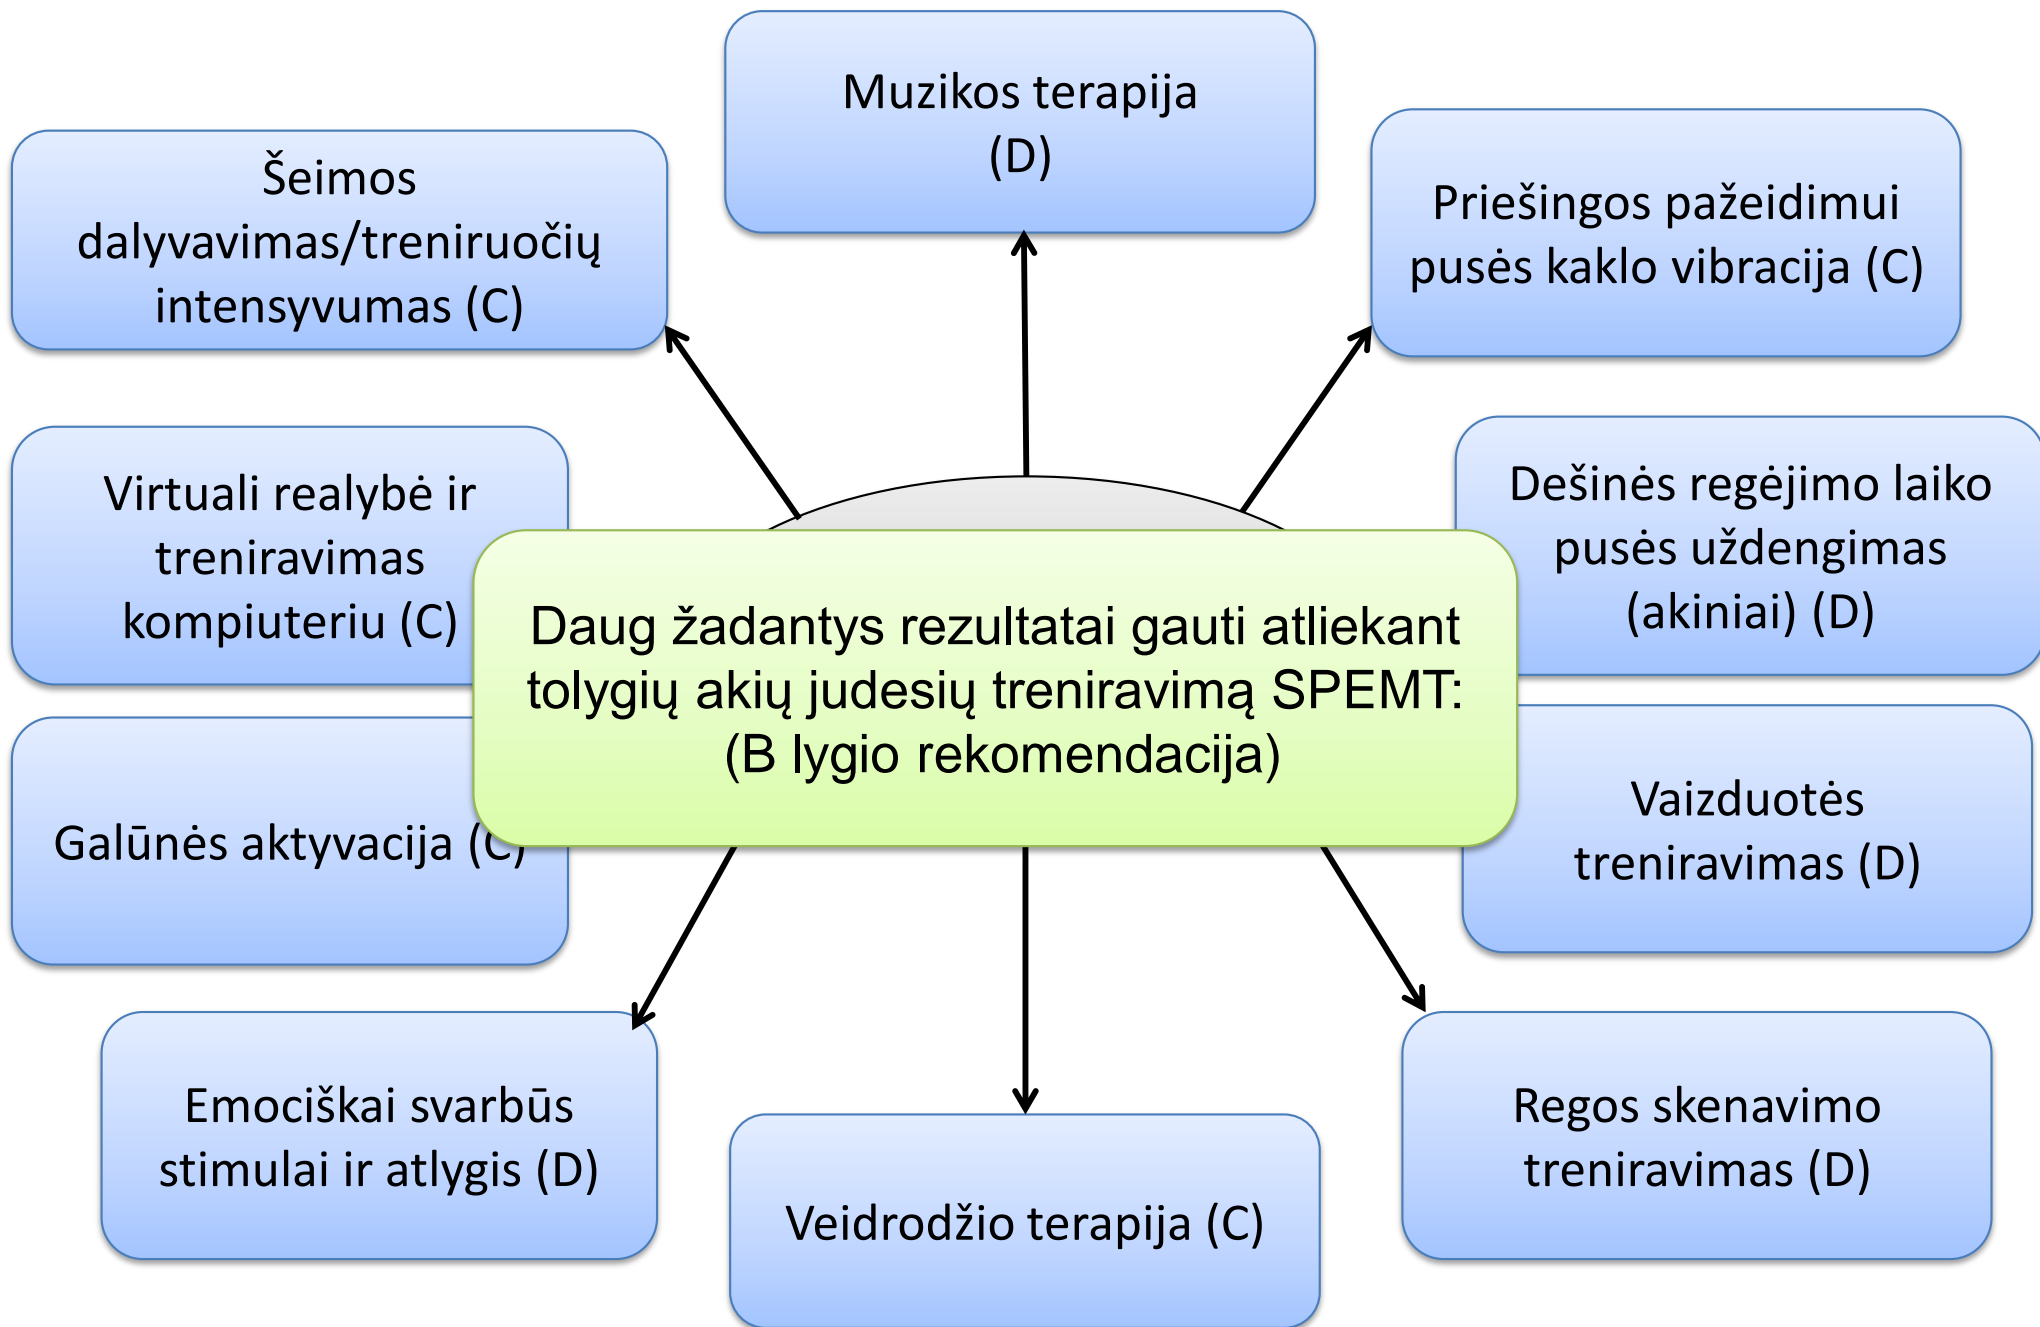 Muzikos terapija
(D)
Šeimos
dalyvavimas/treniruočių
intensyvumas (C)
Priešingos pažeidimui
pusės kaklo vibracija (C)
Virtuali realybė ir
treniravimas
kompiuteriu (C)
Dešinės regėjimo laiko
pusės uždengimas
(akiniai) (D)
Daug žadantys rezultatai gauti atliekant
tolygių akių judesių treniravimą SPEMT:
(B lygio rekomendacija)
Galūnės aktyvacija (C)
Vaizduotės
treniravimas (D)
Emociškai svarbūs
stimulai ir atlygis (D)
Veidrodžio terapija (C)
Regos skenavimo
treniravimas (D)